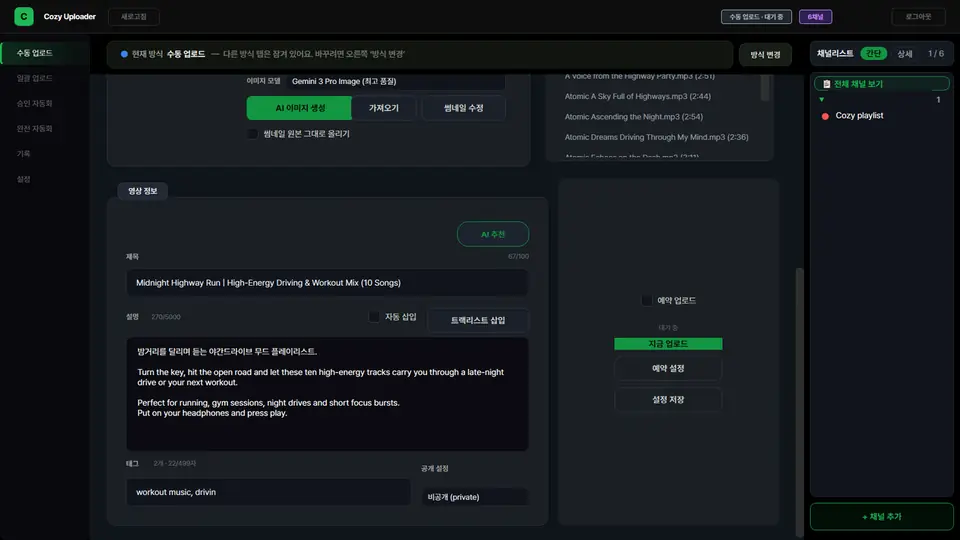 C Cozy Uploader
새로고침
수동 업로드 · 대기 중
6채널
로그아웃
수동 업로드
일괄 업로드
승인 자동화
완전 자동화
기록
설정
현재 방식 수동 업로드 — 다른 방식 탭은 잠겨 있어요. 바꾸려면 오른쪽 '방식 변경'
방식 변경
이미지 모델 Gemini 3 Pro Image (최고 품질)
AI 이미지 생성
가져오기
썸네일 수정
썸네일 원본 그대로 올리기
A Voice from the Highway Party.mp3 (2:51)
Atomic A Sky Full of Highways.mp3 (2:44)
Atomic Ascending the Night.mp3 (2:54)
Atomic Dreams Driving Through My Mind.mp3 (2:36)
Atomic Echoes on the Dash.mp3
영상 정보
AI 추천
제목
67/100
Midnight Highway Run | High-Energy Driving & Workout Mix (10 Songs)
설명 270/5000
자동 삽입
트랙리스트 삽입
밤거리를 달리며 듣는 야간드라이브 무드 플레이리스트.
Turn the key, hit the open road and let these ten high-energy tracks carry you through a late-night
drive or your next workout.
Perfect for running, gym sessions, night drives and short focus bursts.
Put on your headphones and press play.
태그 2개 · 22/499자
workout music, drivin
공개 설정
비공개 (private)
예약 업로드
대기 중
지금 업로드
예약 설정
설정 저장
채널리스트
간단
상세
1 / 6
전체 채널 보기
1
Cozy playlist
+ 채널 추가